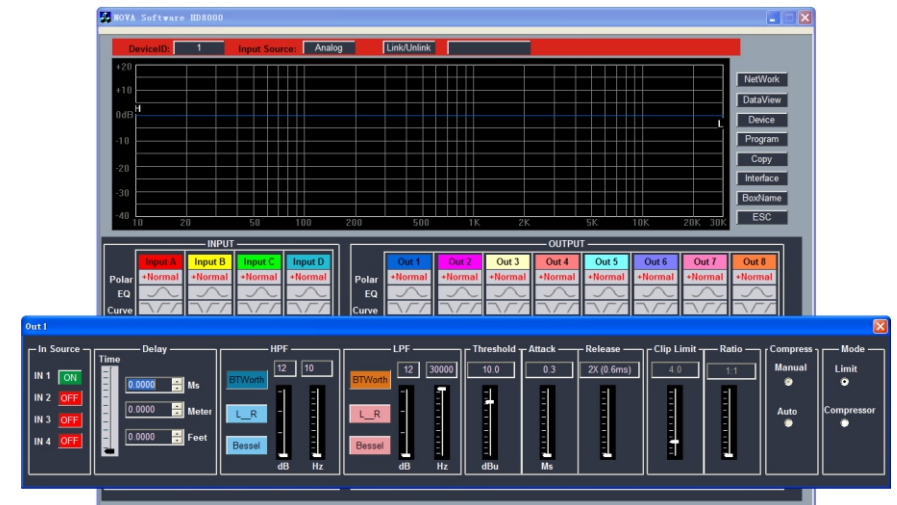 NOVA Software HD8000
DeviceID: 1 Input Source: Analog Link/Unlink
+20
+10
0dB
-10
-20
-30
-40
H
L
10 20 50 100 200 500 1K 2K 5K 10K 20K 30K
NetWork
DataView
Device
Program
Copy
Interface
BoxName
ESC
INPUT OUTPUT
Input A Input B Input C Input D Out 1 Out 2 Out 3 Out 4 Out 5 Out 6 Out 7 Out 8
Polar +Normal +Normal +Normal +Normal Polar +Normal +Normal +Normal +Normal +Normal +Normal +Normal +Normal
EQ EQ
Curve Curve
Out1
In Source Delay HPF LPF Threshold Attack Release Clip Limit Ratio Compress Mode
Time
IN 1 ON
IN 2 OFF
IN 3 OFF
IN 4 OFF
0.0000 Ms
0.0000 Meter
0.0000 Feet
12 10
BTWorth
L__R
Bessel
dB Hz
12 30000
BTWorth
L__R
Bessel
dB Hz
10.0
dBu
0.3
Ms
2X (0.6ms)
4.0
1:1
Manual
Auto
Limit
Compressor